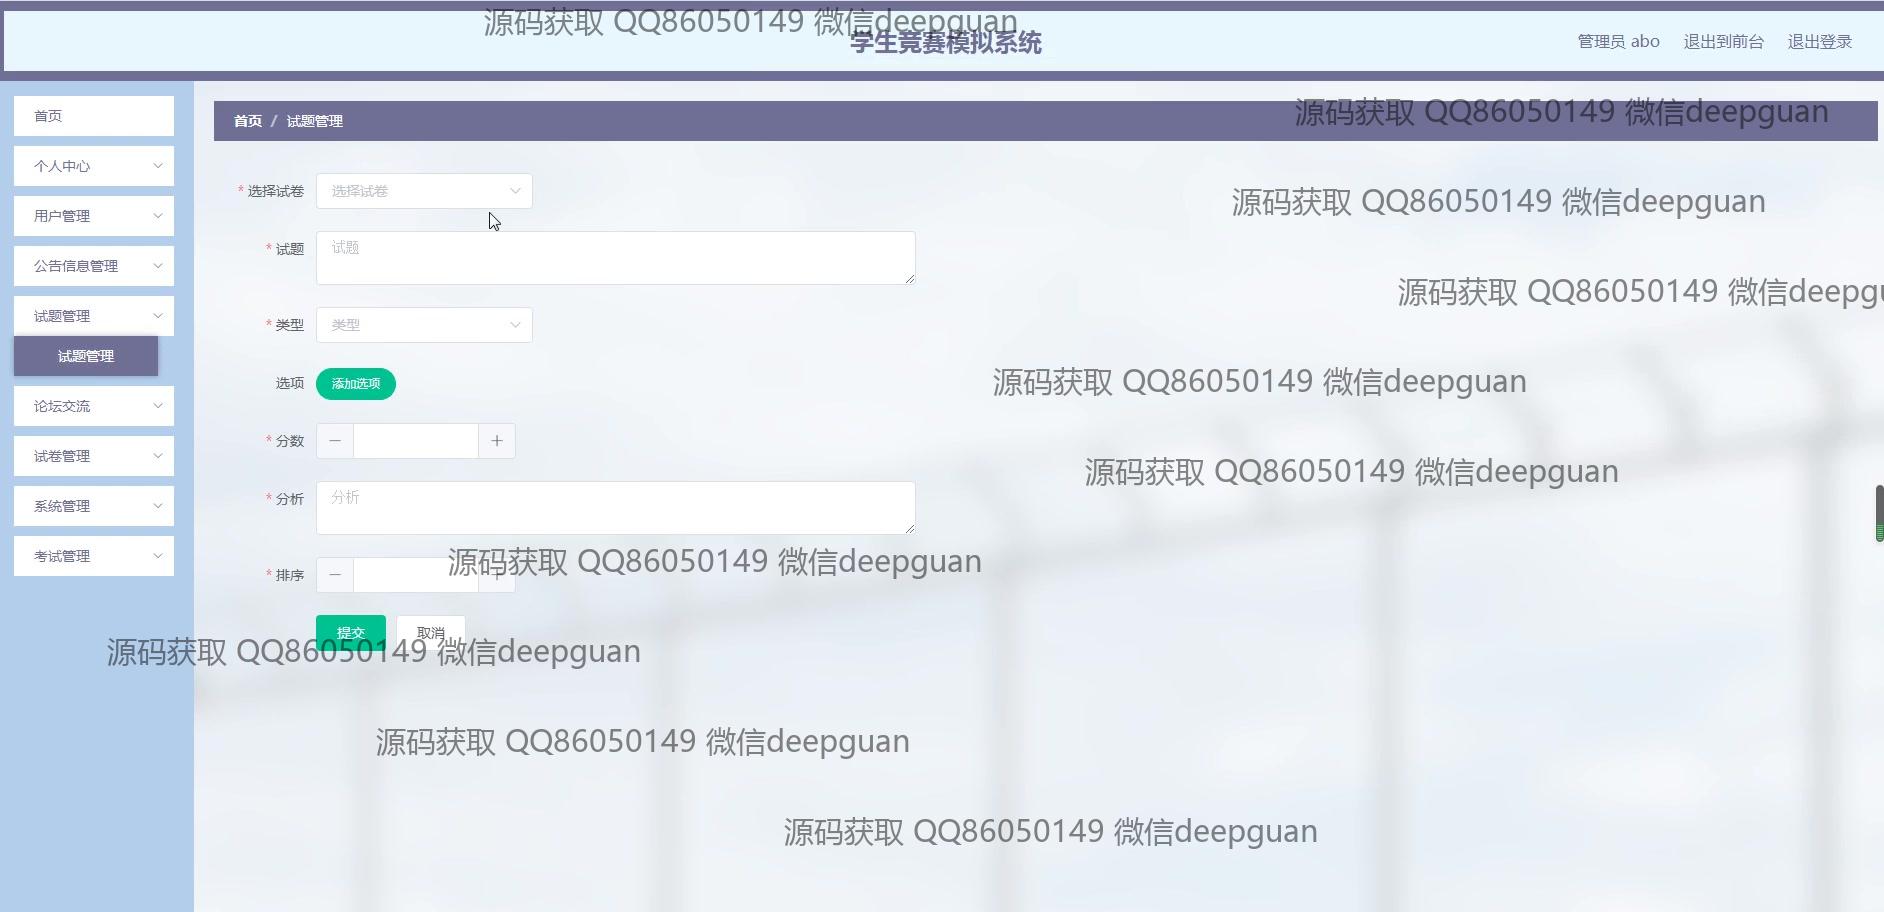 源码获取 QQ86050149 微信deepguan
学生竞赛模拟系统
管理员 abo 退出到前台 退出登录
首页
个人中心
用户管理
公告信息管理
试题管理
试题管理
论坛交流
试卷管理
系统管理
考试管理
首页 / 试题管理
源码获取 QQ86050149 微信deepguan
* 选择试卷 选择试卷
源码获取 QQ86050149 微信deepguan
* 试题 试题
源码获取 QQ86050149 微信deepgu
* 类型 类型
选项 添加选项
源码获取 QQ86050149 微信deepguan
* 分数
源码获取 QQ86050149 微信deepguan
* 分析 分析
源码获取 QQ86050149 微信deepguan
* 排序
提交 取消
源码获取 QQ86050149 微信deepguan
源码获取 QQ86050149 微信deepguan
源码获取 QQ86050149 微信deepguan